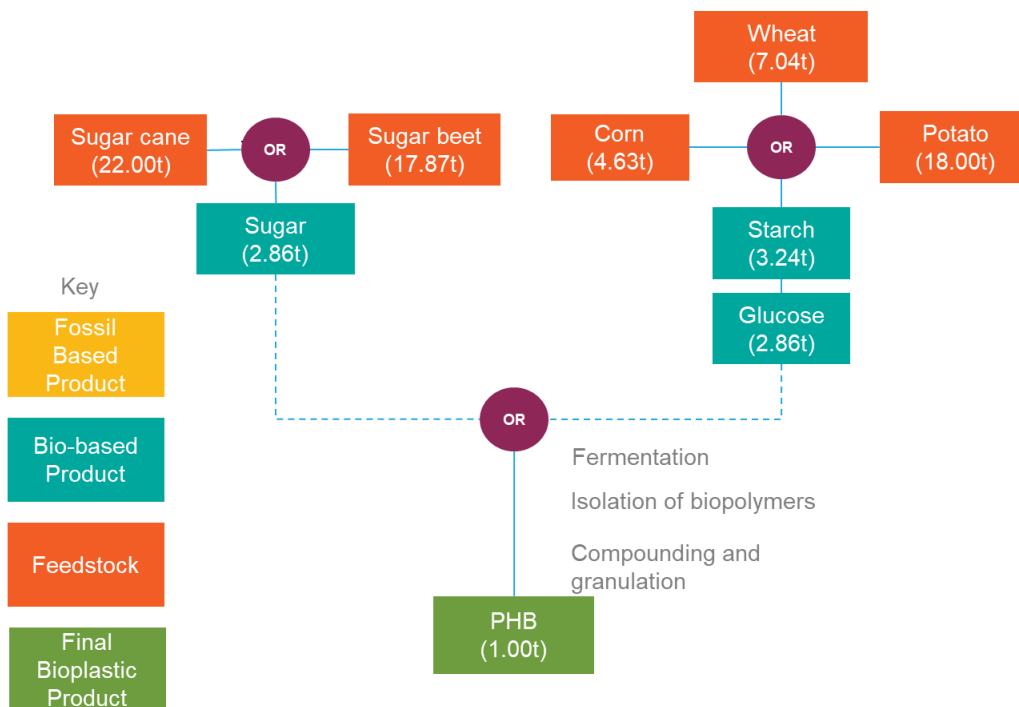 Wheat
(7.04t)
Sugar cane
(22.00t)
OR
Sugar beet
(17.87t)
Corn
(4.63t)
OR
Potato
(18.00t)
Sugar
(2.86t)
Starch
(3.24t)
Key
Glucose
(2.86t)
Fossil
Based
Product
OR
Bio-based
Product
Fermentation
Isolation of biopolymers
Compounding and
granulation
Feedstock
PHB
(1.00t)
Final
Bioplastic
Product